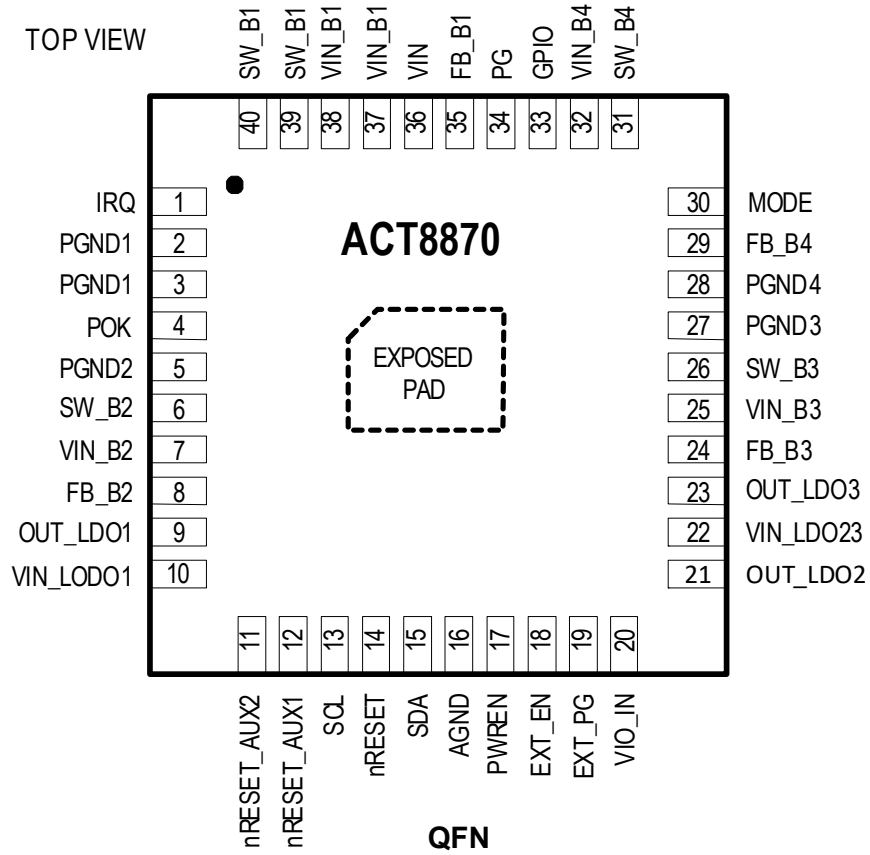 TOP VIEW
SW_B1
SW_B1
VIN_B1
VIN_B1
VIN
FB_B1
PG
GPIO
VIN_B4
SW_B4
40
39
38
37
36
35
34
33
32
31
IRQ 1
PGND1 2
PGND1 3
POK 4
PGND2 5
SW_B2 6
VIN_B2 7
FB_B2 8
OUT_LDO1 9
VIN_LODO1 10
ACT8870
EXPOSED
PAD
30 MODE
29 FB_B4
28 PGND4
27 PGND3
26 SW_B3
25 VIN_B3
24 FB_B3
23 OUT_LDO3
22 VIN_LDO23
21 OUT_LDO2
11
12
13
14
15
16
17
18
19
20
nRESET_AUX2
nRESET_AUX1
SCL
nRESET
SDA
AGND
PWREN
EXT_EN
EXT_PG
VIO_IN
QFN